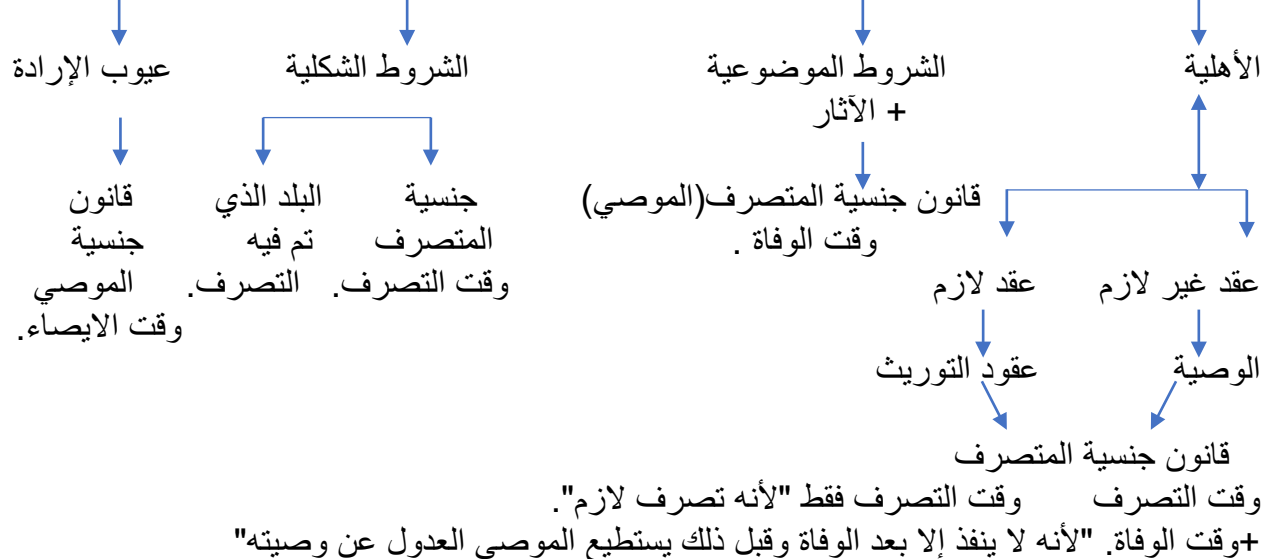 الأهلية
الشروط الموضوعية
+ الآثار
الشروط الشكلية
عيوب الإرادة
قانون جنسية المتصرف(الموصي)
وقت الوفاة .
جنسية
المتصرف
وقت التصرف.
البلد الذي
تم فيه
التصرف.
قانون
جنسية
الموصي
وقت الايصاء.
عقد غير لازم
عقد لازم
الوصية
عقود التوريث
قانون جنسية المتصرف
وقت التصرف
وقت التصرف فقط "لأنه تصرف لازم".
+وقت الوفاة. "لأنه لا ينفذ إلا بعد الوفاة وقبل ذلك يستطيع الموصي العدول عن وصيته"